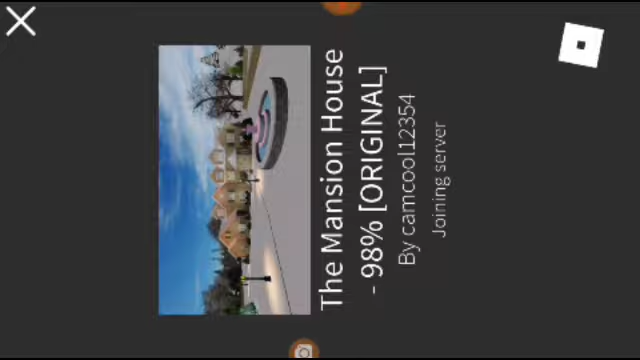 The Mansion House
- 98% [ORIGINAL]
By camcool12354
Joining server